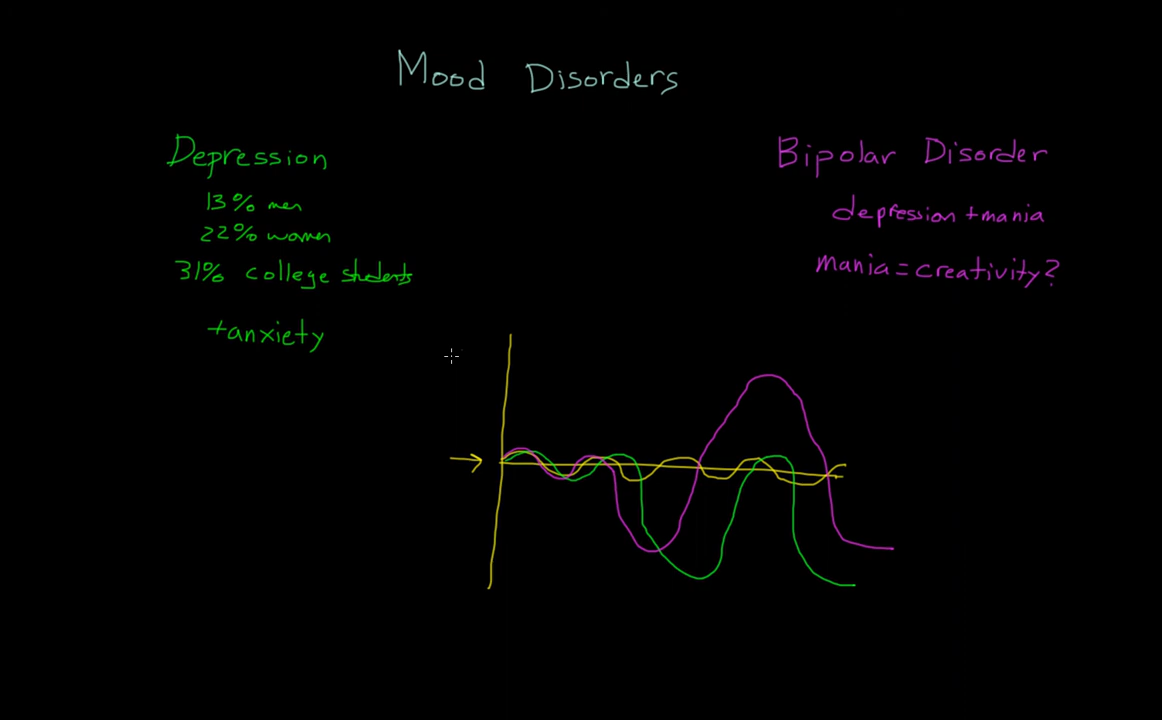 Mood Disorders
Depression
13% men
22% women
31% college students
+anxiety
Bipolar Disorder
depression +mania
mania = creativity?